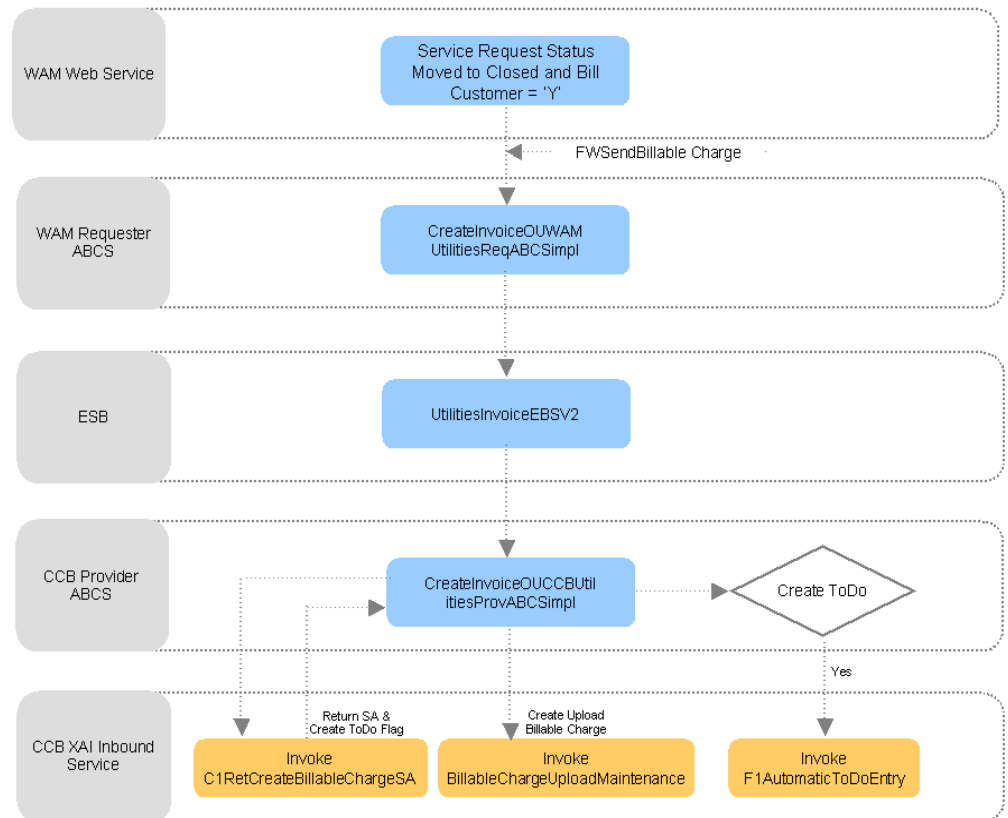 WAM Web Service
Service Request Status
Moved to Closed and Bill
Customer = 'Y'
FWSendBillable Charge
WAM Requester
ABCS
CreateInvoiceOUWAM
UtilitiesReqABCSimpl
ESB
UtilitiesInvoiceEBSV2
CCB Provider
ABCS
CreateInvoiceOUCCBUtil
itiesProvABCSimpl
Create ToDo
Yes
Return SA &
Create ToDo Flag
Create Upload
Billable Charge
CCB XAI Inbound
Service
Invoke
C1RetCreateBillableChargeSA
Invoke
BillableChargeUploadMaintenance
Invoke
F1AutomaticToDoEntry